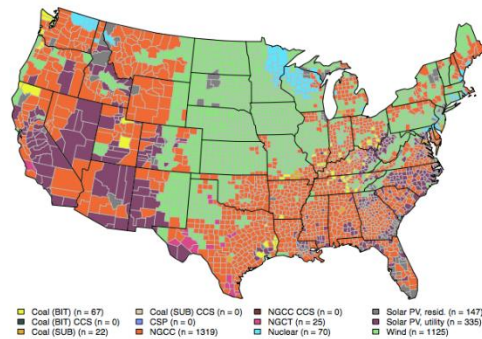 Coal (BIT) (n = 67)
Coal (SUB) CCS (n = 0)
NGCC CCS (n = 0)
Solar PV, resid. (n = 147)
Coal (BIT) CCS (n = 0)
CSP (n = 0)
NGCT (n = 25)
Solar PV, utility (n = 335)
Coal (SUB) (n = 22)
NGCC (n = 1319)
Nuclear (n = 70)
Wind (n = 1125)